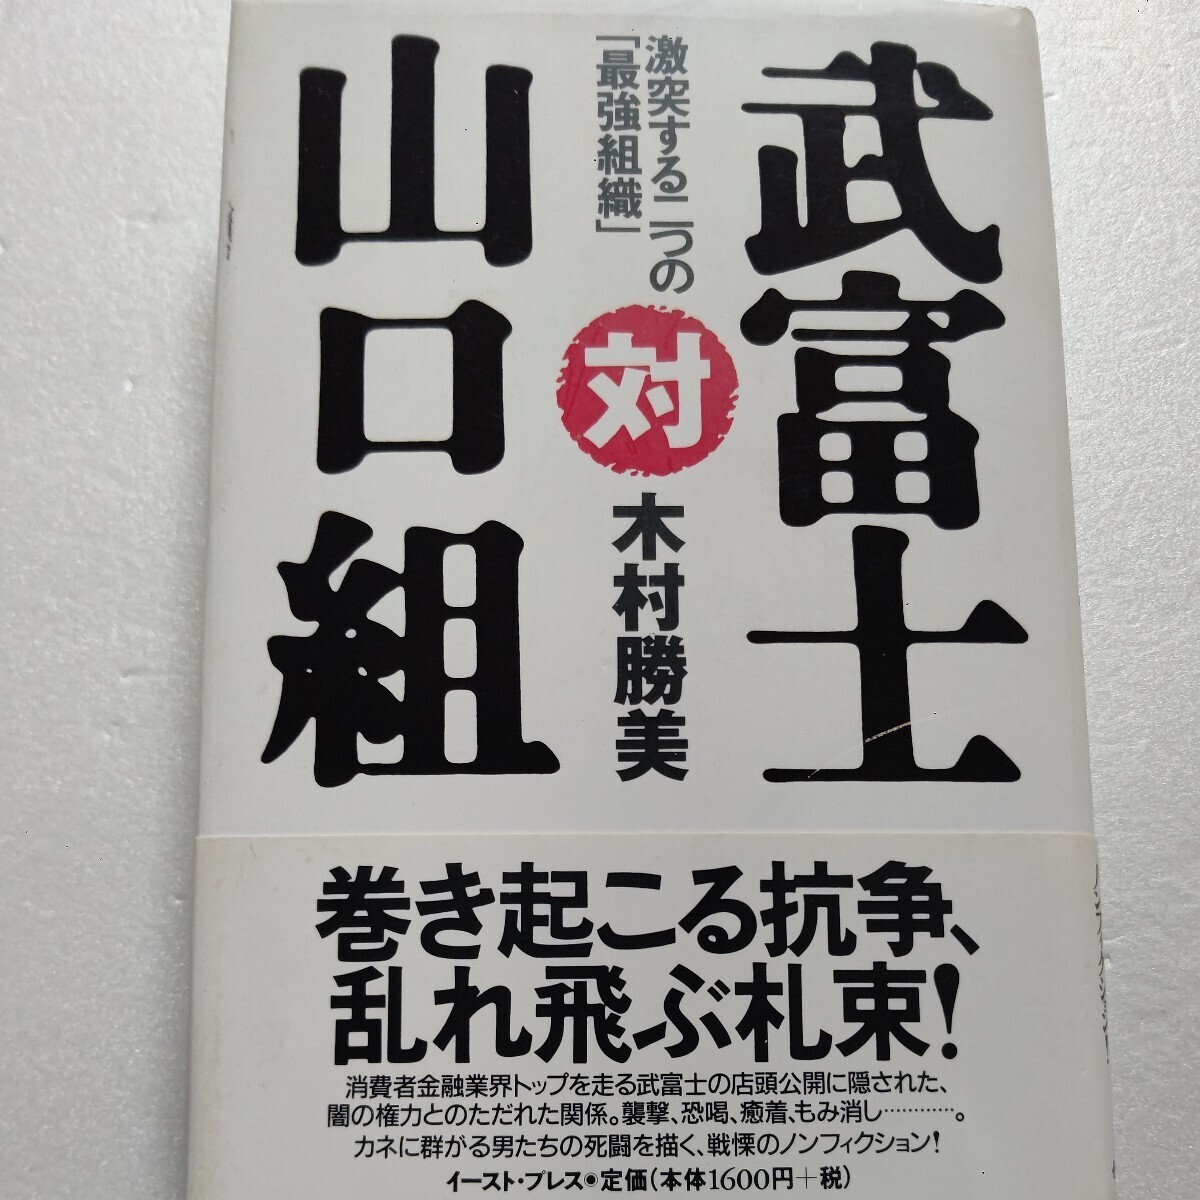 武富士
対
山口組
激突する二つの
「最強組織」
木村勝美
巻き起こる抗争、
乱れ飛ぶ札束!
消費者金融業界トップを走る武富士の店頭公開に隠された、
闇の権力とのただれた関係。襲撃、恐喝、癒着、もみ消し…………。
カネに群がる男たちの死闘を描く、戦慄のノンフィクション!
イースト・プレス◉定価(本体1600円+税)